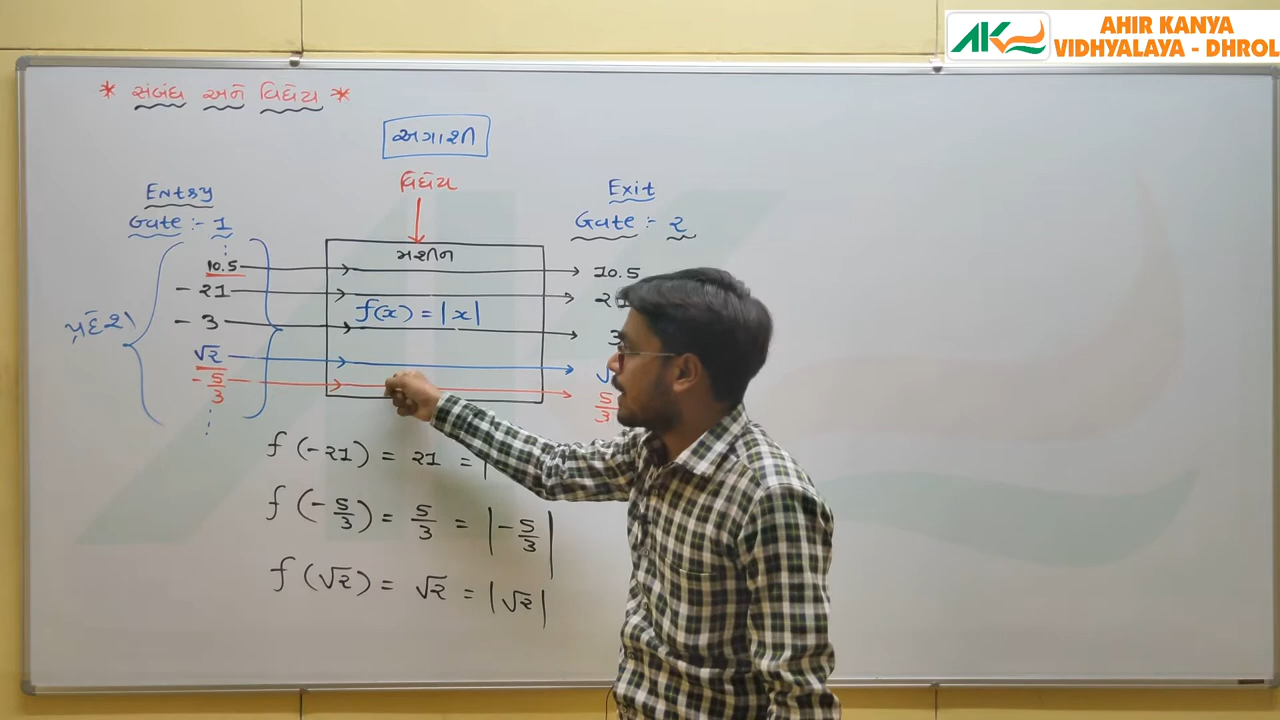 AK AHIR KANYA
VIDHYALAYA - DHROL
* સંબંધ અને વિધેય *
અગાશી
વિધેય
Entry
Gate :- 1
Exit
Gate :- 2
મશીન
f(x) = |x|
પ્રદેશ
10.5
10.5
- 21
- 3
3
√2
- 5/3
5/3
f (-21) = 21 = |
f (- 5/3) = 5/3 = |- 5/3|
f (√2) = √2 = |√2|